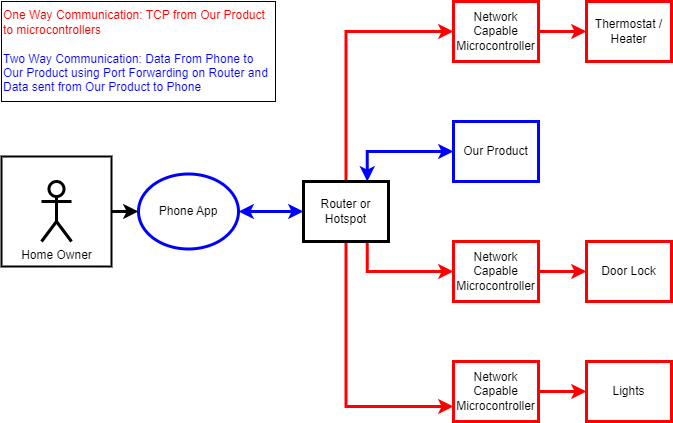 One Way Communication: TCP from Our Product
to microcontrollers
Two Way Communication: Data From Phone to
Our Product using Port Forwarding on Router and
Data sent from Our Product to Phone
Network
Capable
Microcontroller
Thermostat /
Heater
Our Product
Home Owner
Phone App
Router or
Hotspot
Network
Capable
Microcontroller
Door Lock
Network
Capable
Microcontroller
Lights